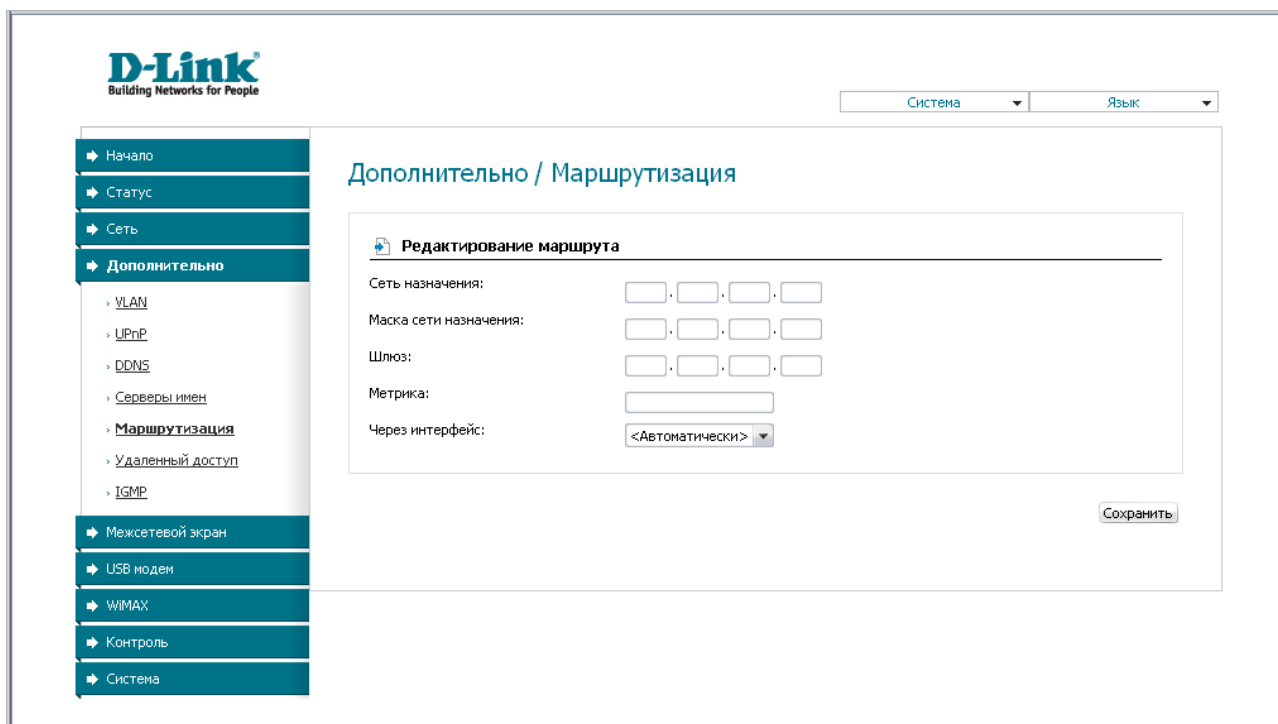 D-Link
Building Networks for People
Система
Язык
Начало
Статус
Сеть
Дополнительно
VLAN
UPnP
DDNS
Серверы имен
Маршрутизация
Удаленный доступ
IGMP
Межсетевой экран
USB модем
WiMAX
Контроль
Система
Дополнительно / Маршрутизация
Редактирование маршрута
Сеть назначения: . . .
Маска сети назначения: . . .
Шлюз: . . .
Метрика:
Через интерфейс: <Автоматически>
Сохранить